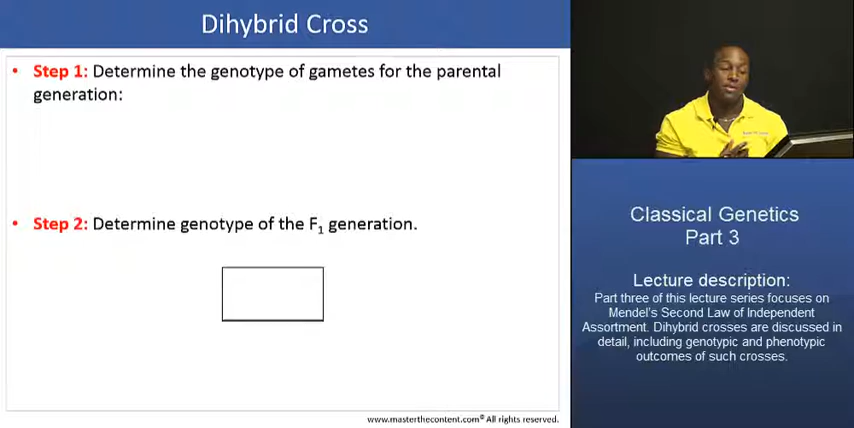 Dihybrid Cross
• Step 1: Determine the genotype of gametes for the parental
generation:
• Step 2: Determine genotype of the F₁ generation.
www.masterthecontent.com© All rights reserved.
Classical Genetics
Part 3
Lecture description:
Part three of this lecture series focuses on
Mendel's Second Law of Independent
Assortment. Dihybrid crosses are discussed in
detail, including genotypic and phenotypic
outcomes of such crosses.